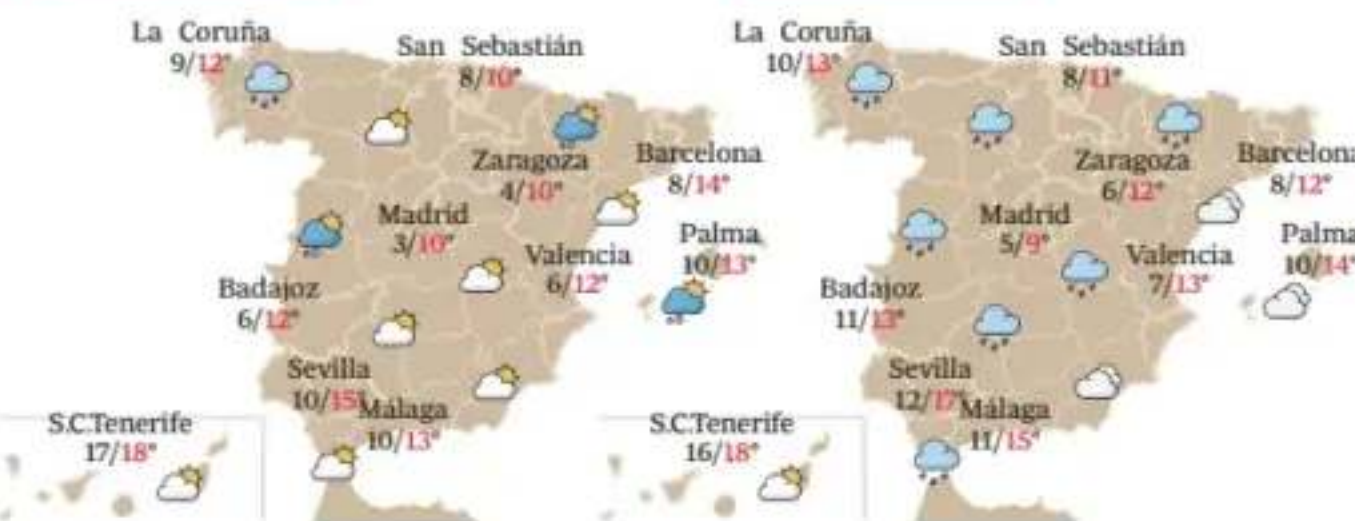 La Coruña
9/12°
San Sebastián
8/10°
Zaragoza
4/10°
Barcelona
8/14°
Madrid
3/10°
Valencia
6/12°
Palma
10/13°
Badajoz
6/12°
Sevilla
10/15°
Málaga
10/13°
S.C.Tenerife
17/18°
La Coruña
10/13°
San Sebastián
8/11°
Zaragoza
6/12°
Barcelona
8/12°
Madrid
5/9°
Valencia
7/13°
Palma
10/14°
Badajoz
11/13°
Sevilla
12/17°
Málaga
11/15°
S.C.Tenerife
16/18°